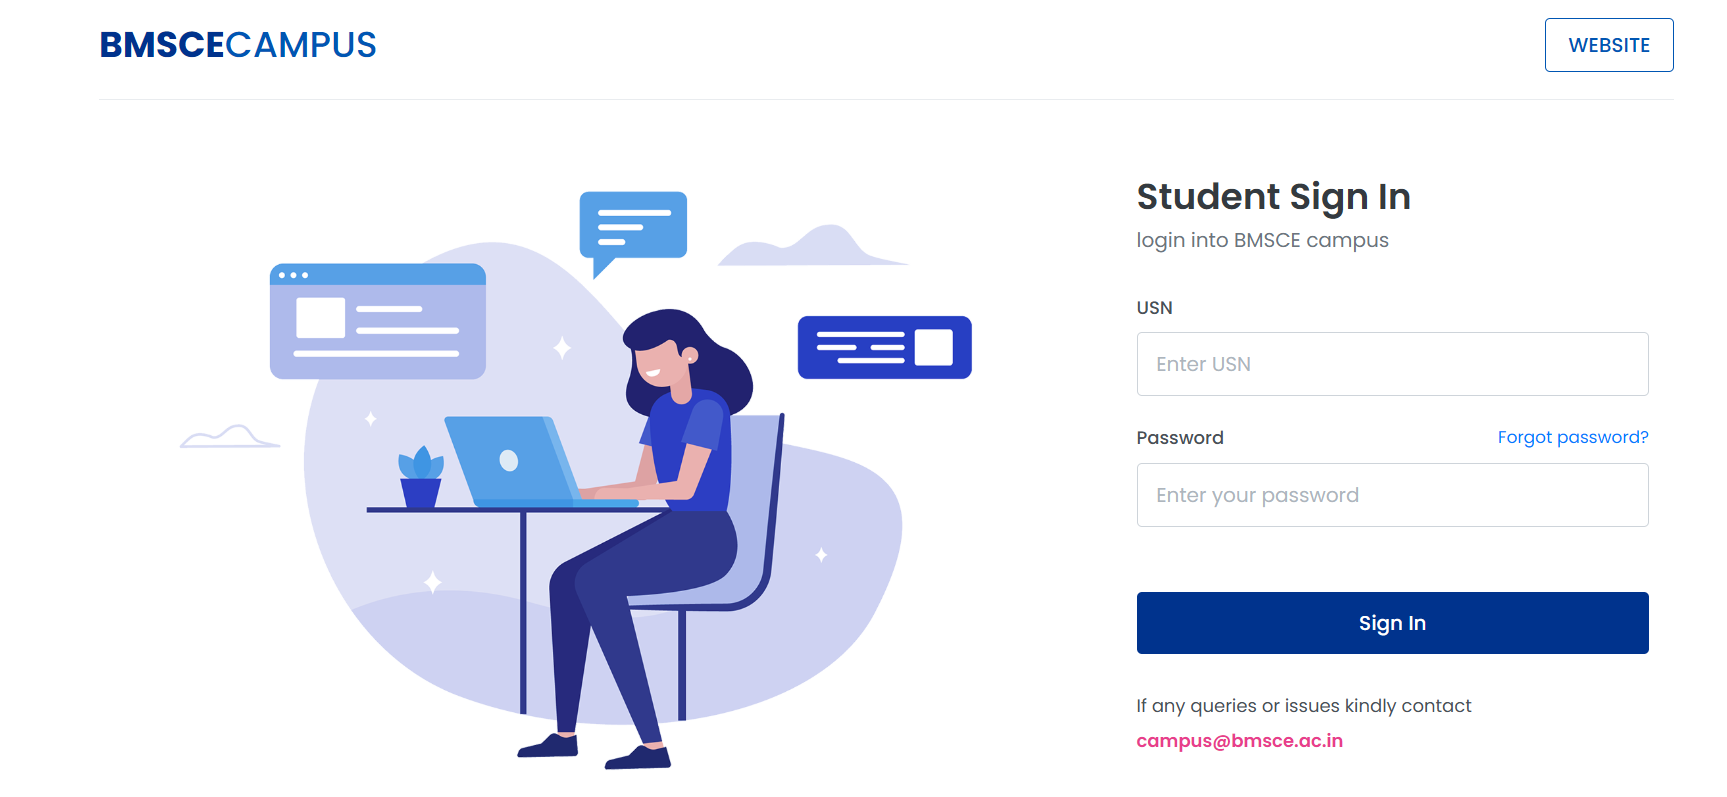 BMSCECAMPUS
WEBSITE
Student Sign In
login into BMSCE campus
USN
Enter USN
Password
Forgot password?
Enter your password
Sign In
If any queries or issues kindly contact
campus@bmsce.ac.in